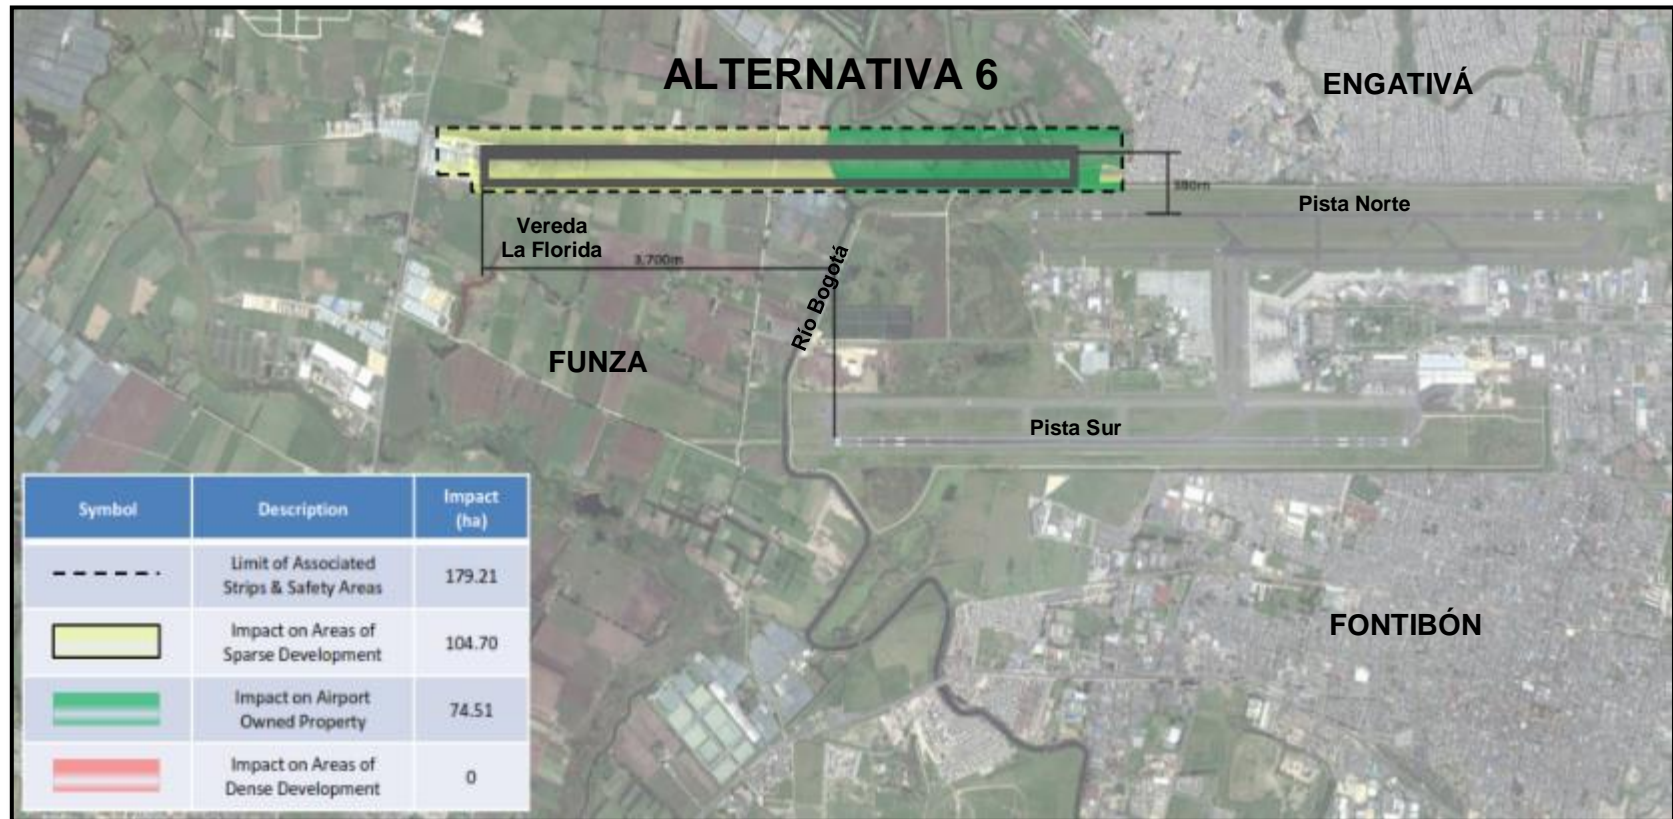 ALTERNATIVA 6
ENGATIVÁ
380m
Pista Norte
Vereda
La Florida
3,700m
Río Bogotá
FUNZA
Pista Sur
FONTIBÓN
Symbol Description Impact
(ha)
Limit of Associated
Strips & Safety Areas
179.21
Impact on Areas of
Sparse Development
104.70
Impact on Airport
Owned Property
74.51
Impact on Areas of
Dense Development
0